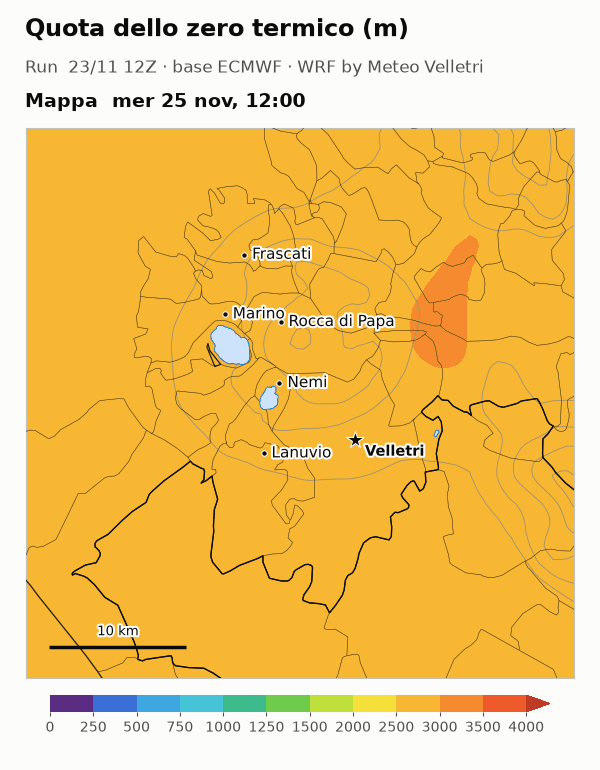 Quota dello zero termico (m)
Run  23/11 12Z · base ECMWF · WRF by Meteo Velletri
Mappa  mer 25 nov, 12:00
Frascati
Marino
Rocca di Papa
Nemi
Velletri
Lanuvio
10 km
0 250 500 750 1000 1250 1500 2000 2500 3000 3500 4000